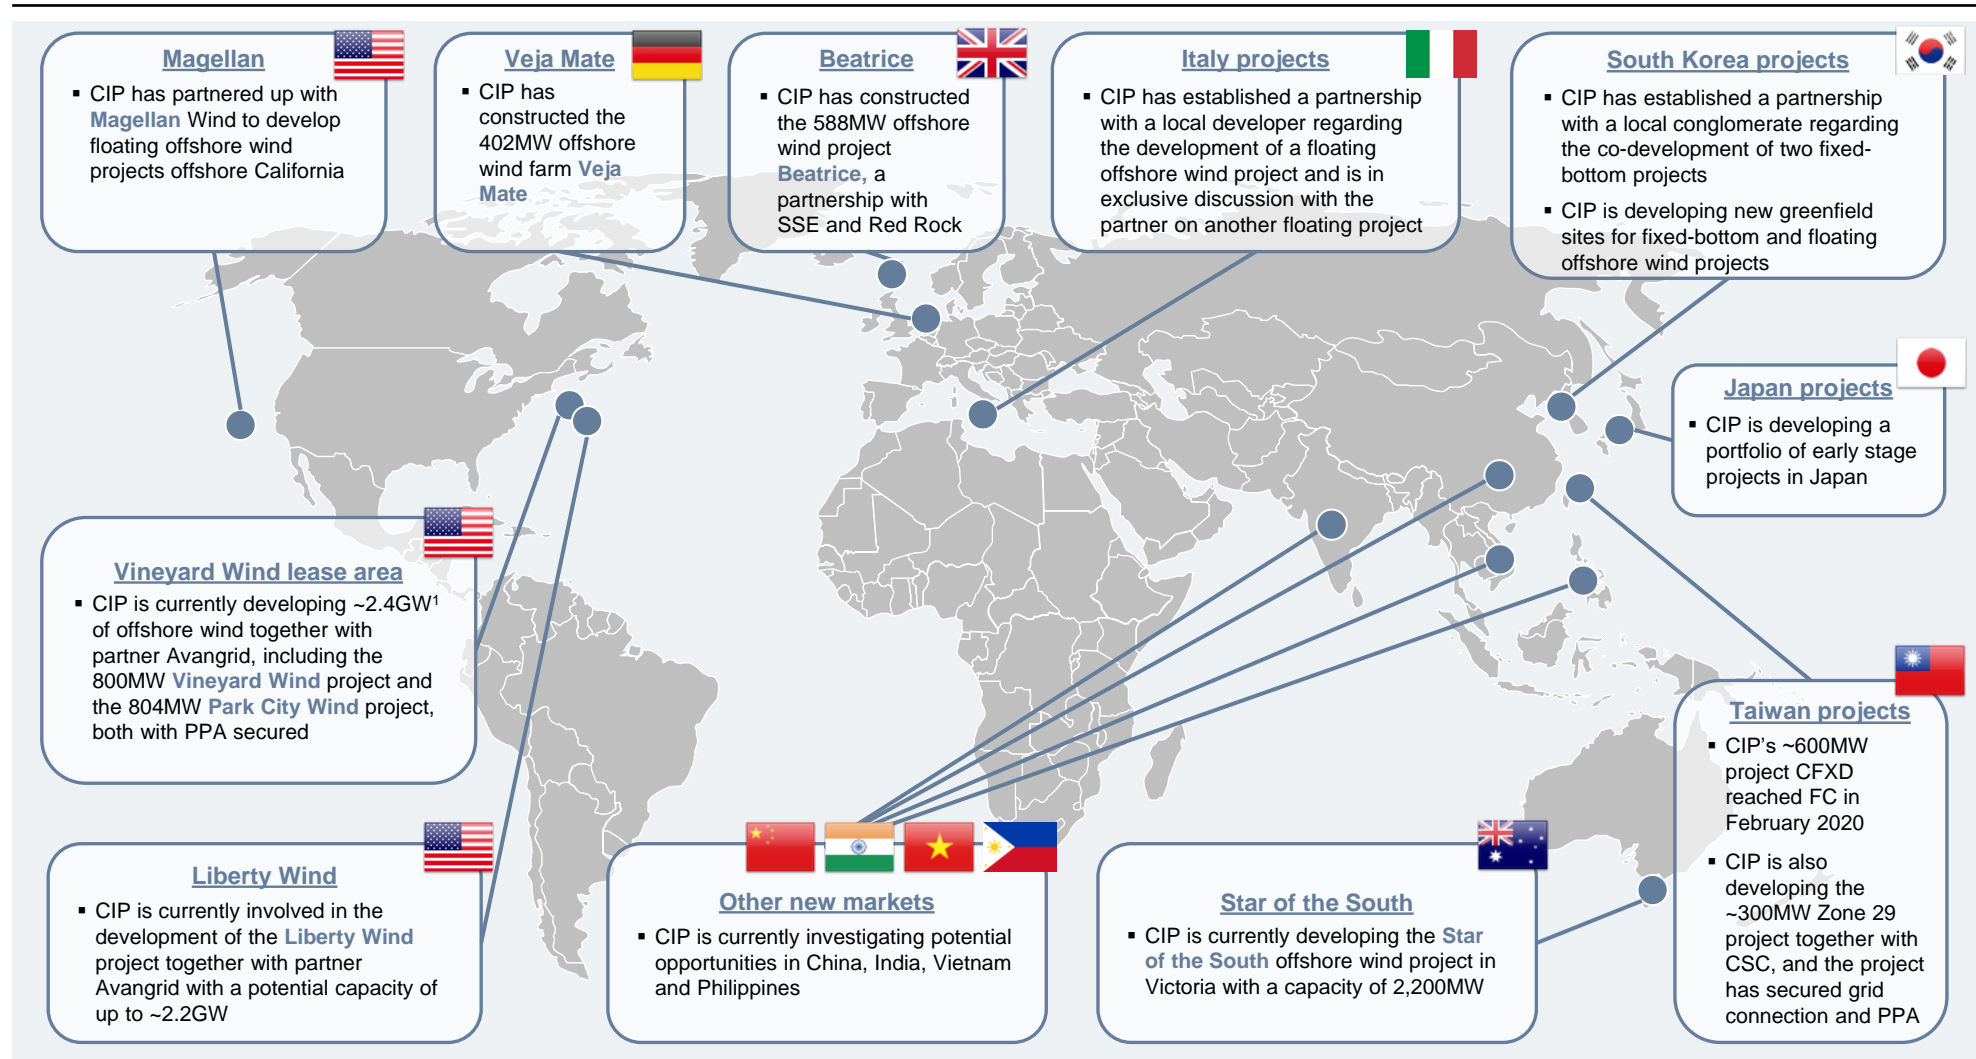 Magellan
▪ CIP has partnered up with
Magellan Wind to develop
floating offshore wind
projects offshore California
Veja Mate
▪ CIP has
constructed the
402MW offshore
wind farm Veja
Mate
Beatrice
▪ CIP has constructed
the 588MW offshore
wind project
Beatrice, a
partnership with
SSE and Red Rock
Italy projects
▪ CIP has established a partnership
with a local developer regarding
the development of a floating
offshore wind project and is in
exclusive discussion with the
partner on another floating project
South Korea projects
▪ CIP has established a partnership
with a local conglomerate regarding
the co-development of two fixed-
bottom projects
▪ CIP is developing new greenfield
sites for fixed-bottom and floating
offshore wind projects
Japan projects
▪ CIP is developing a
portfolio of early stage
projects in Japan
Vineyard Wind lease area
▪ CIP is currently developing ~2.4GW¹
of offshore wind together with
partner Avangrid, including the
800MW Vineyard Wind project and
the 804MW Park City Wind project,
both with PPA secured
Liberty Wind
▪ CIP is currently involved in the
development of the Liberty Wind
project together with partner
Avangrid with a potential capacity of
up to ~2.2GW
Other new markets
▪ CIP is currently investigating potential
opportunities in China, India, Vietnam
and Philippines
Star of the South
▪ CIP is currently developing the Star
of the South offshore wind project in
Victoria with a capacity of 2,200MW
Taiwan projects
▪ CIP's ~600MW
project CFXD
reached FC in
February 2020
▪ CIP is also
developing the
~300MW Zone 29
project together with
CSC, and the project
has secured grid
connection and PPA